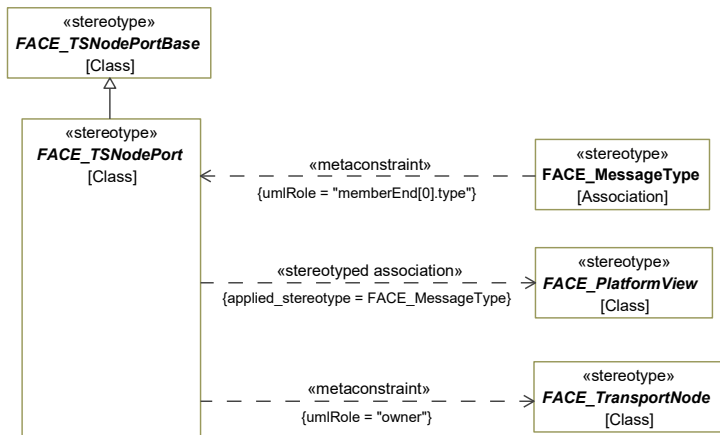 «stereotype»
FACE_TSNodePortBase
[Class]
«stereotype»
FACE_TSNodePort
[Class]
«metaconstraint»
{umlRole = "memberEnd[0].type"}
«stereotype»
FACE_MessageType
[Association]
«stereotyped association»
{applied_stereotype = FACE_MessageType}
«stereotype»
FACE_PlatformView
[Class]
«metaconstraint»
{umlRole = "owner"}
«stereotype»
FACE_TransportNode
[Class]